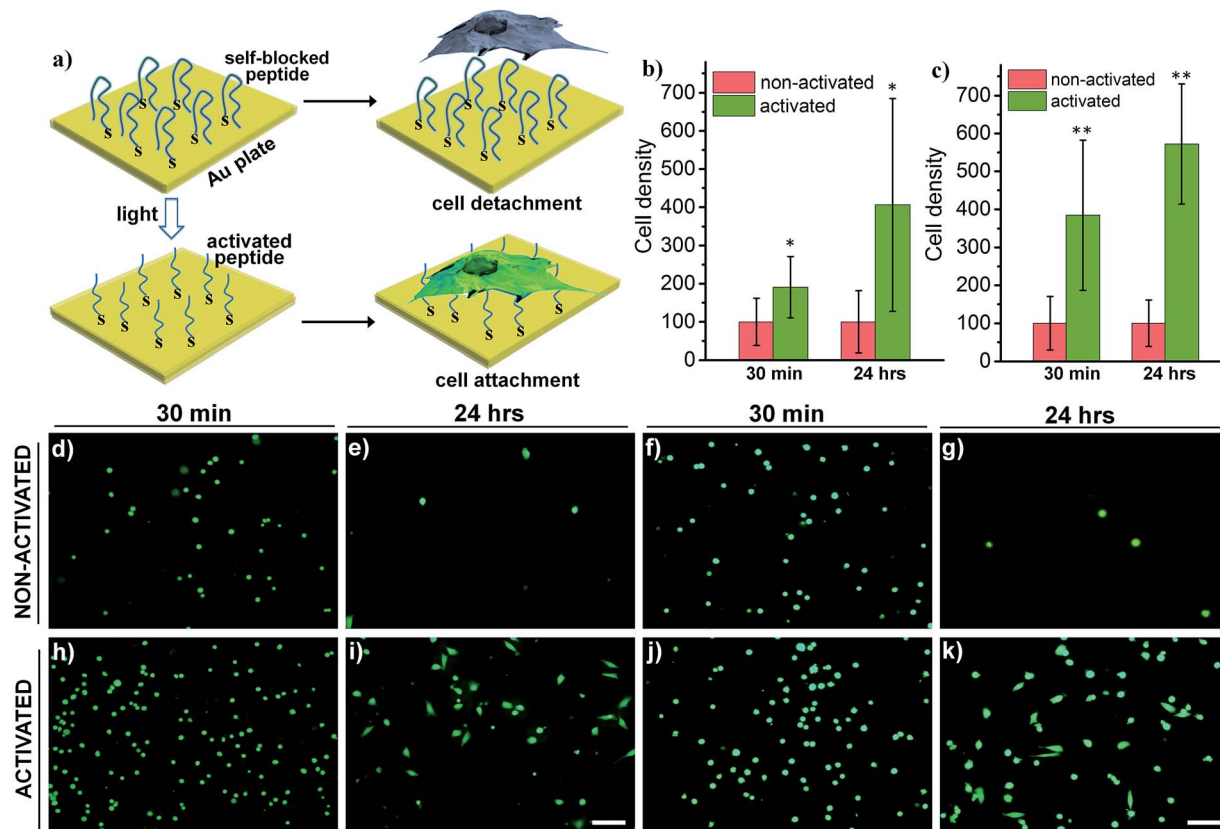 a)
self-blocked
peptide
S S S S S S S S
Au plate
light
activated
peptide
S S S S S S S S
S S S S S S S S
cell detachment
S S S S S
cell attachment
b)
non-activated
activated
Cell density
700
600
500
400
300
200
100
0
*
*
30 min
24 hrs
c)
non-activated
activated
Cell density
700
600
500
400
300
200
100
0
**
**
30 min
24 hrs
30 min
24 hrs
30 min
24 hrs
NON-ACTIVATED
d)
e)
f)
g)
ACTIVATED
h)
i)
j)
k)